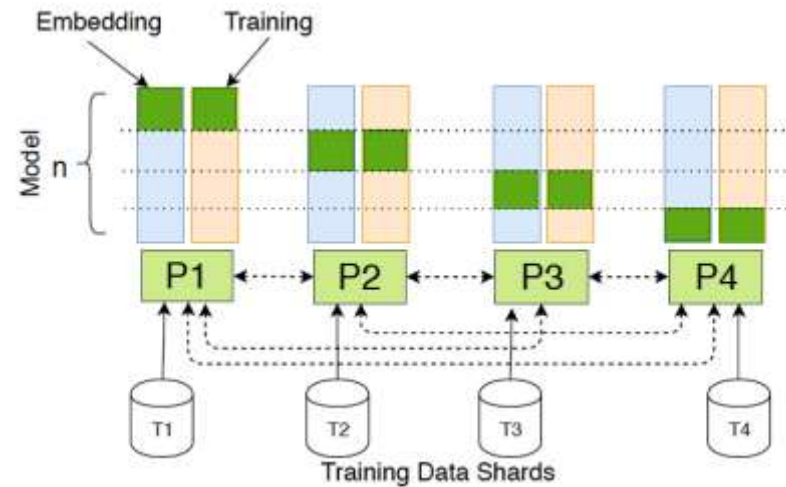 Embedding Training
Model
n
P1 P2 P3 P4
T1 T2 T3 T4
Training Data Shards